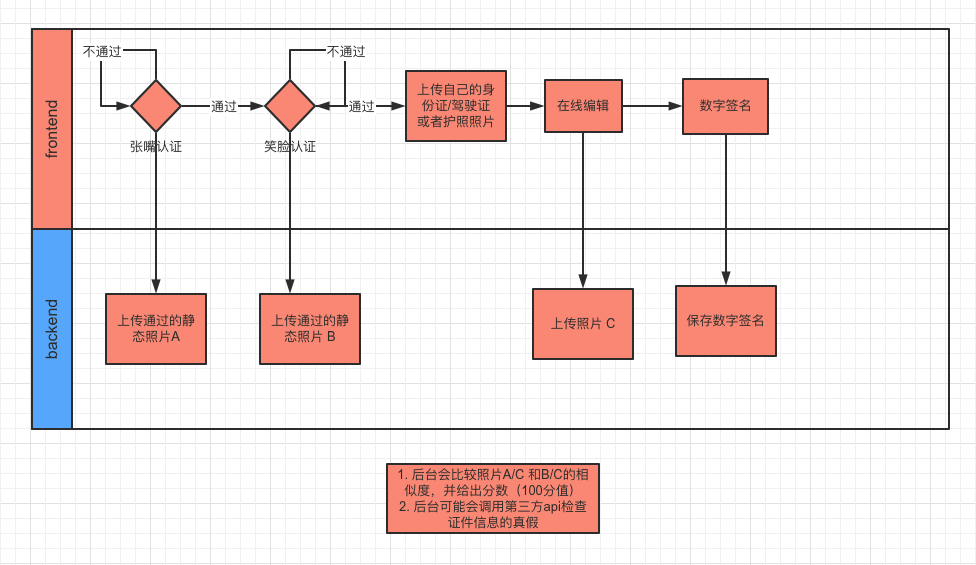 不通过
不通过
frontend
通过
通过
上传自己的身
份证/驾驶证
或者护照照片
在线编辑
数字签名
张嘴认证
笑脸认证
backend
上传通过的静
态照片A
上传通过的静
态照片 B
上传照片 C
保存数字签名
1. 后台会比较照片A/C 和B/C的相
似度，并给出分数（100分值）
2. 后台可能会调用第三方api检查
证件信息的真假